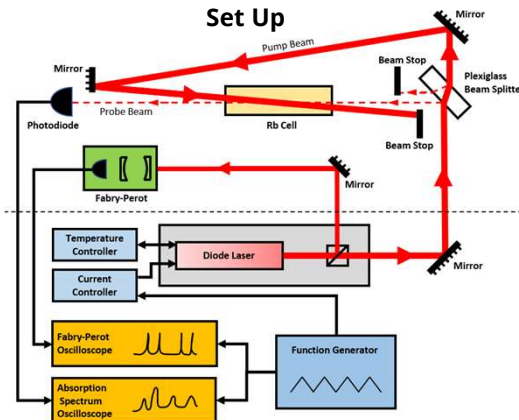 Set Up
Mirror
Pump Beam
Mirror
Beam Stop
Plexiglass
Beam Splitter
Photodiode
Probe Beam
Rb Cell
Beam Stop
Fabry-Perot
Mirror
Mirror
Temperature
Controller
Diode Laser
Current
Controller
Fabry-Perot
Oscilloscope
Function Generator
Absorption
Spectrum
Oscilloscope